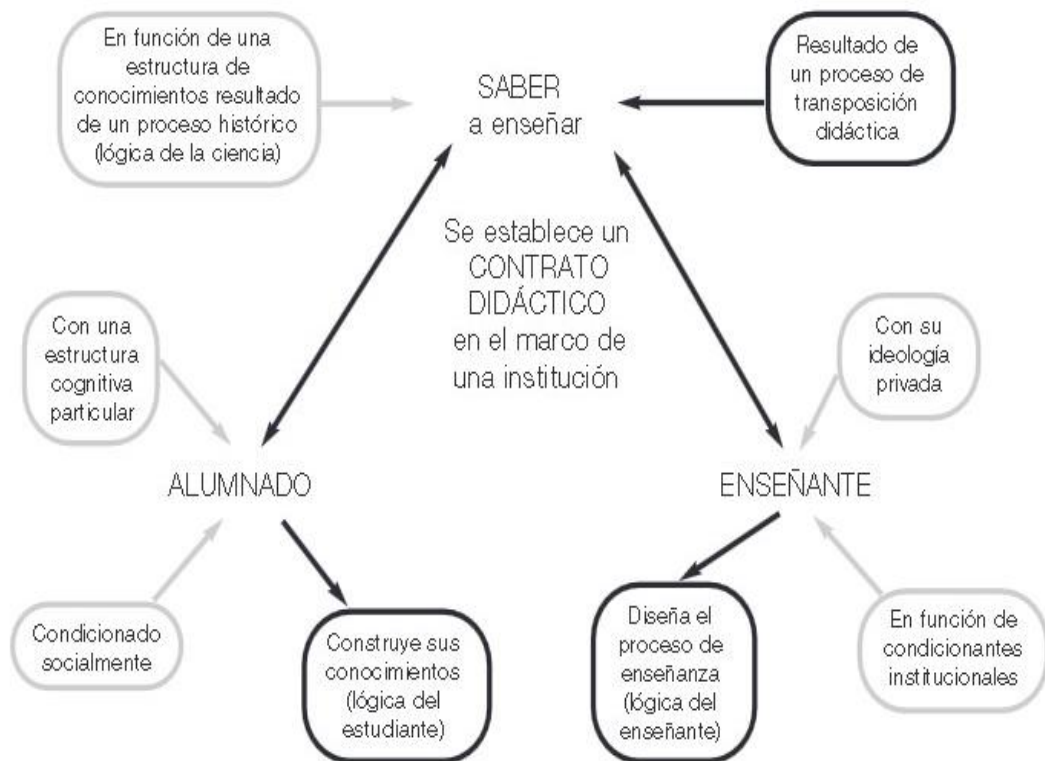 En función de una
estructura de
conocimientos resultado
de un proceso histórico
(lógica de la ciencia)
SABER
a enseñar
Resultado de
un proceso de
transposición
didáctica
Se establece un
CONTRATO
DIDÁCTICO
en el marco de
una institución
Con una
estructura
cognitiva
particular
Con su
ideología
privada
ALUMNADO
ENSEÑANTE
Condicionado
socialmente
Construye sus
conocimientos
(lógica del
estudiante)
Diseña el
proceso de
enseñanza
(lógica del
enseñante)
En función de
condicionantes
institucionales